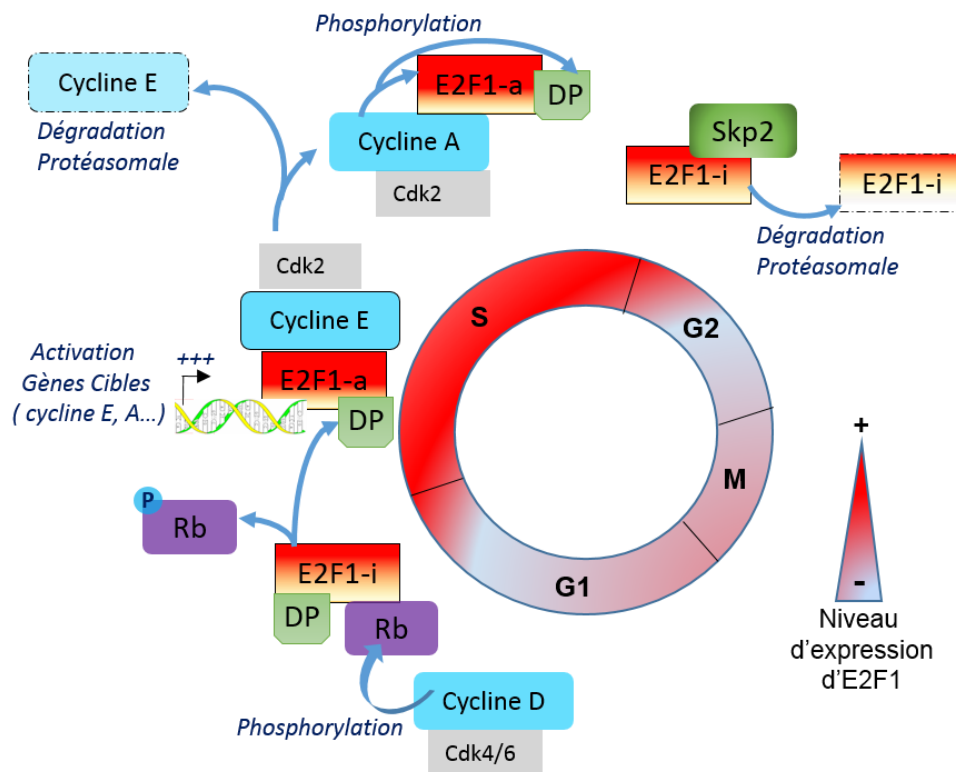 Phosphorylation
Cycline E
E2F1-a
DP
Dégradation
Protéasomale
Cycline A
Cdk2
Skp2
E2F1-i
E2F1-i
Dégradation
Protéasomale
Cdk2
Cycline E
Activation
Gènes Cibles
( cycline E, A...)
+++
E2F1-a
DP
S
G2
M
G1
P
Rb
E2F1-i
DP
Rb
Phosphorylation
Cycline D
Cdk4/6
+
-
Niveau
d’expression
d’E2F1